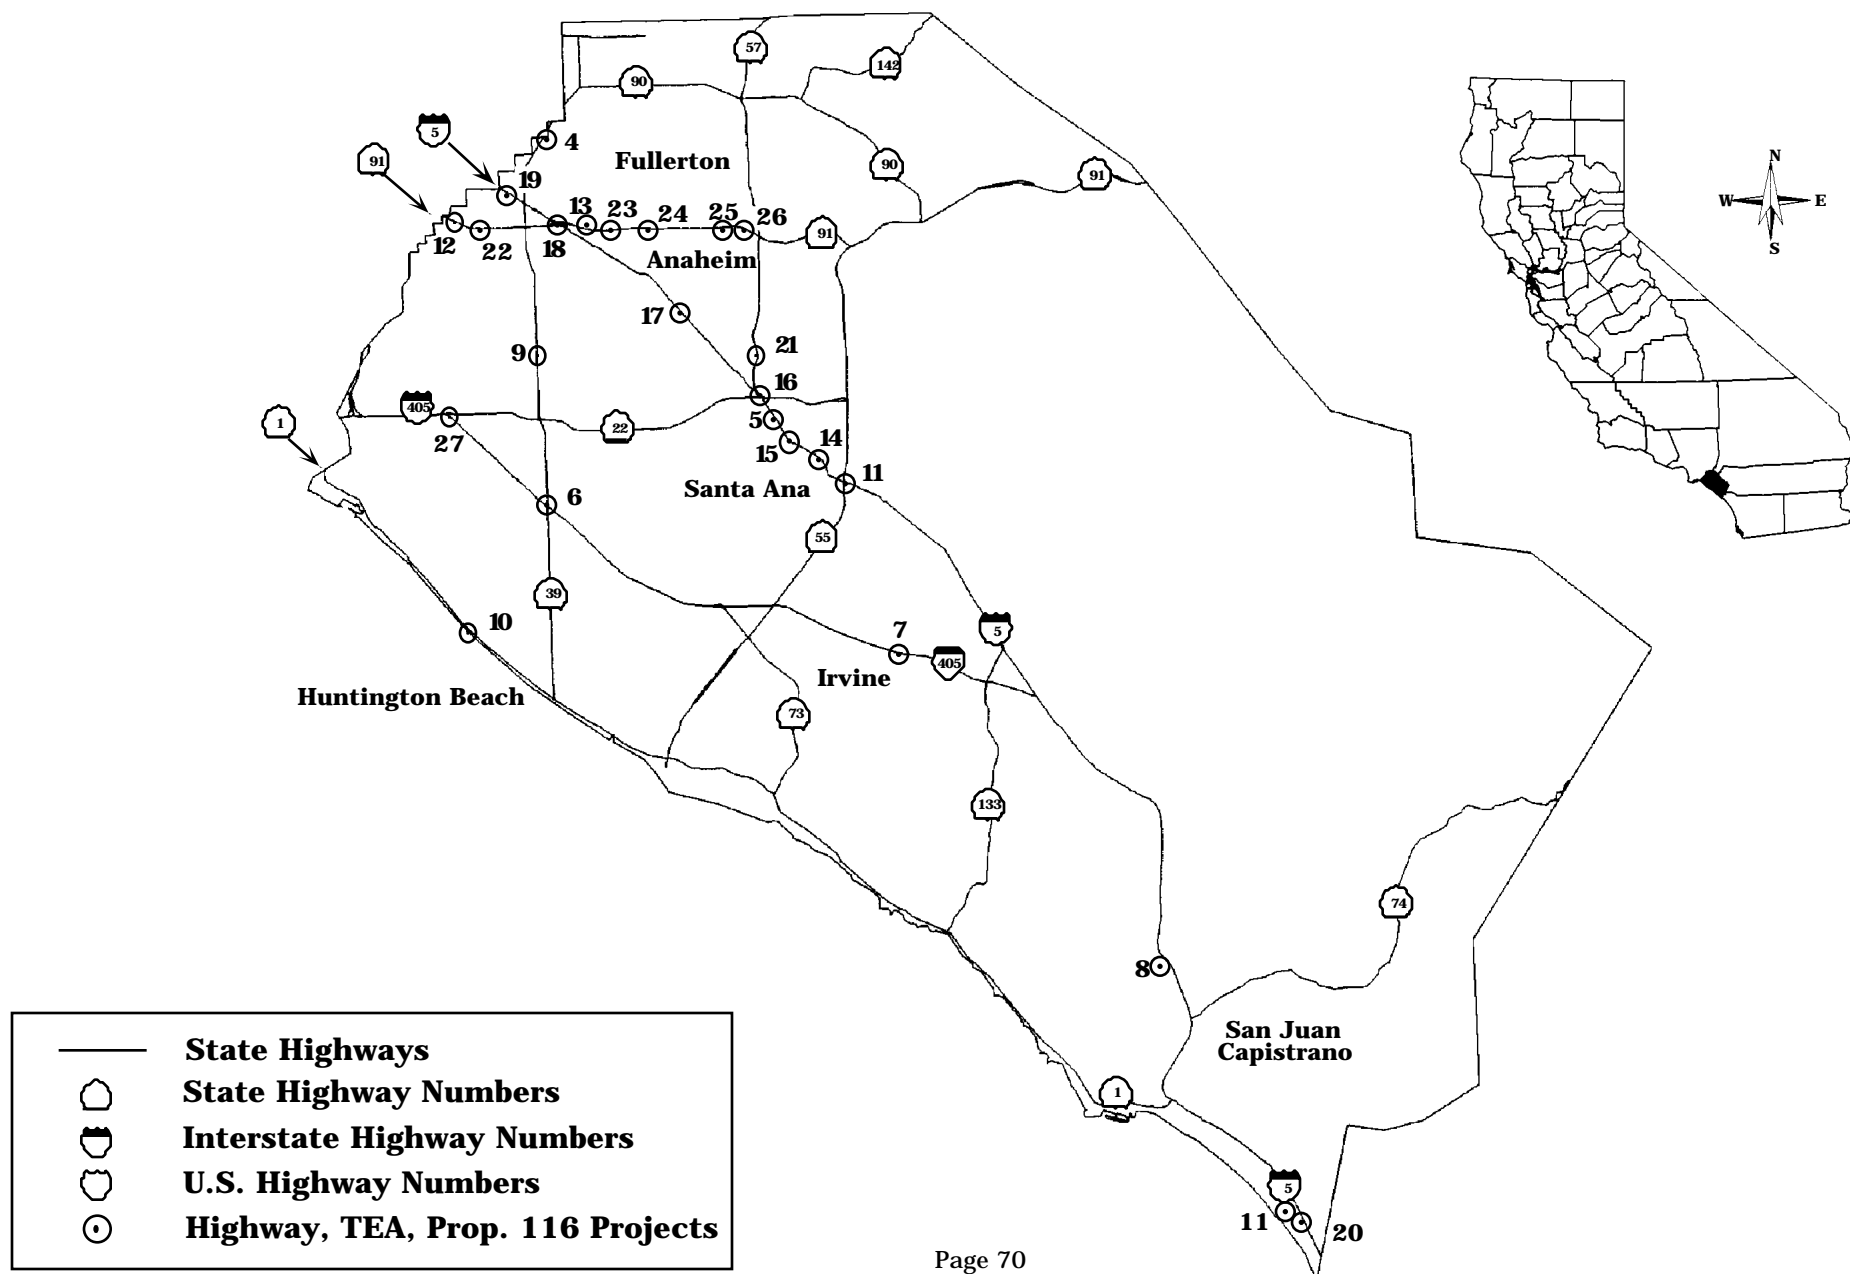 57
142
90
5
4
91
Fullerton
90
91
19
N
W
E
S
13
23
24
25
26
12
22
18
91
Anaheim
17
9
21
16
405
1
5
22
27
15
14
11
Santa Ana
6
55
39
10
7
5
405
Irvine
Huntington Beach
73
133
74
8
San Juan
Capistrano
1
5
11
20
State Highways
State Highway Numbers
Interstate Highway Numbers
U.S. Highway Numbers
Highway, TEA, Prop. 116 Projects
Page 70